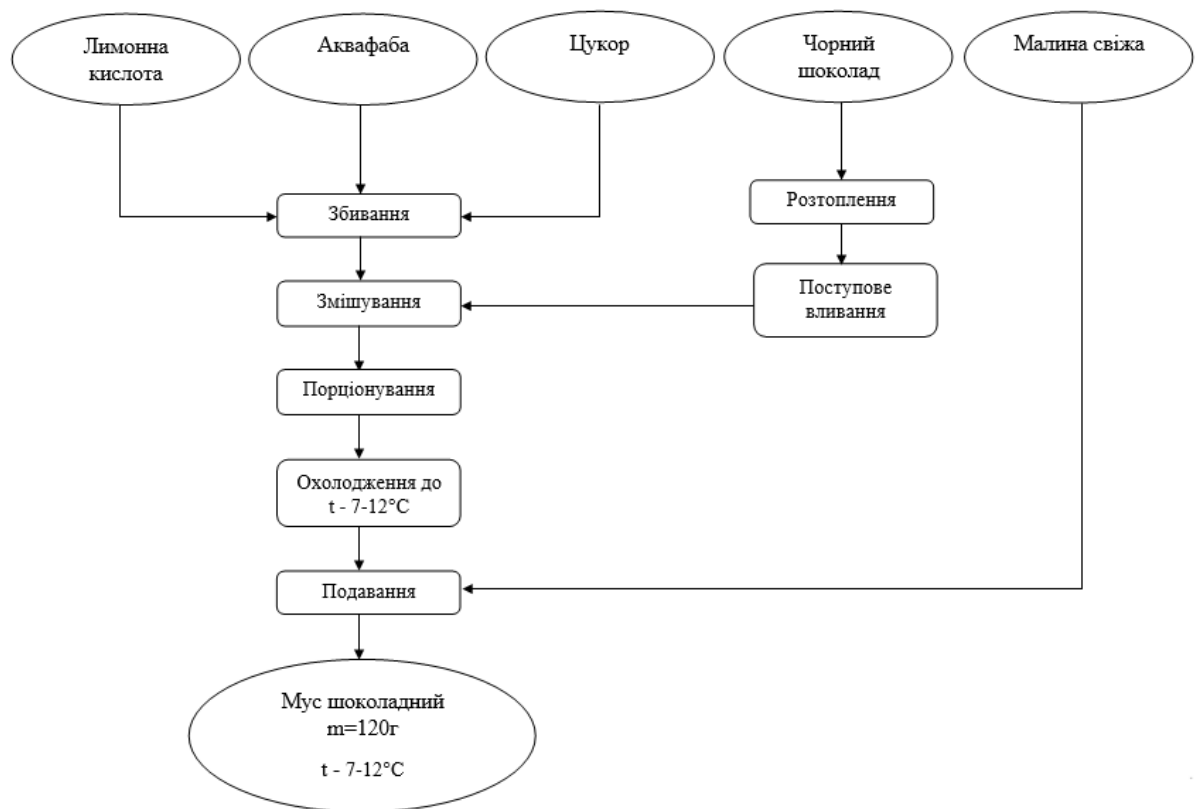 Лимонна
кислота
Аквафаба
Цукор
Чорний
шоколад
Малина свіжа
Збивання
Розтоплення
Змішування
Поступове
вливання
Порціонування
Охолодження до
t - 7-12°C
Подавання
Мус шоколадний
m=120г
t - 7-12°C